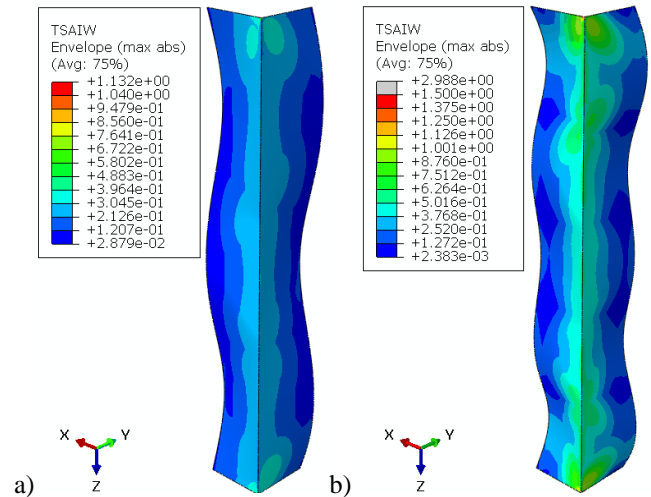 TSAIW
Envelope (max abs)
(Avg: 75%)
+1.132e+00
+1.040e+00
+9.479e-01
+8.560e-01
+7.641e-01
+6.722e-01
+5.802e-01
+4.883e-01
+3.964e-01
+3.045e-01
+2.126e-01
+1.207e-01
+2.879e-02
X
Y
Z
a)
TSAIW
Envelope (max abs)
(Avg: 75%)
+2.988e+00
+1.500e+00
+1.375e+00
+1.250e+00
+1.126e+00
+1.001e+00
+8.760e-01
+7.512e-01
+6.264e-01
+5.016e-01
+3.768e-01
+2.520e-01
+1.272e-01
+2.383e-03
X
Y
Z
b)